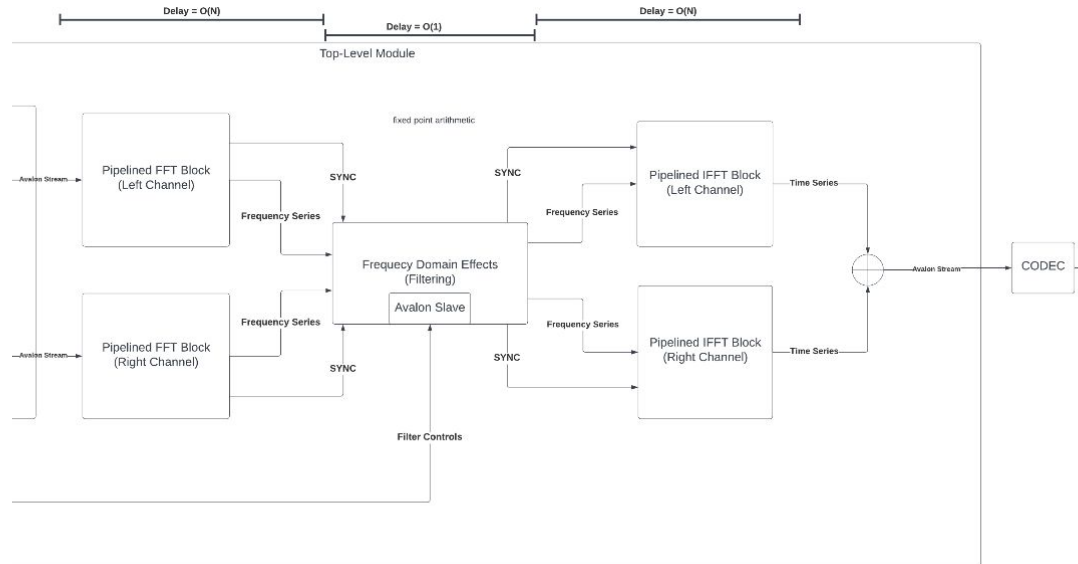 Delay = O(N)
Delay = O(1)
Delay = O(N)
Top-Level Module
fixed point arithmetic
Pipelined FFT Block
(Left Channel)
Avalon Stream
SYNC
Frequency Series
SYNC
Frequency Series
Pipelined IFFT Block
(Left Channel)
Time Series
Frequecy Domain Effects
(Filtering)
Avalon Slave
Avalon Stream
CODEC
Pipelined FFT Block
(Right Channel)
Avalon Stream
Frequency Series
SYNC
Frequency Series
SYNC
Pipelined IFFT Block
(Right Channel)
Time Series
Filter Controls